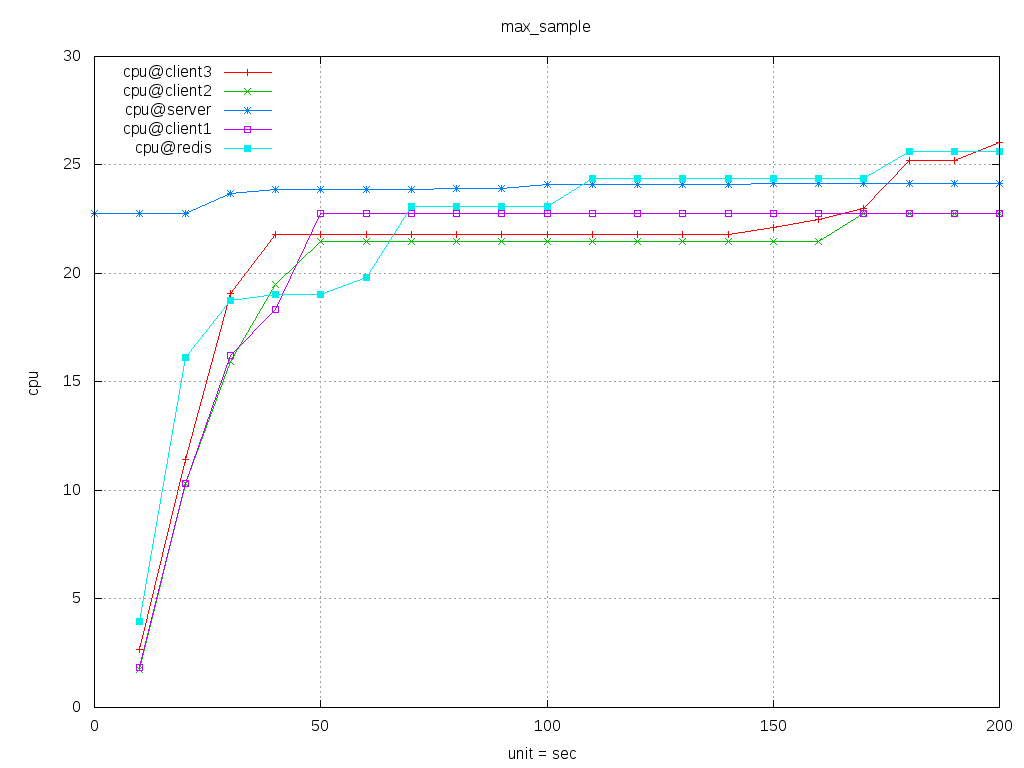 max_sample
30
25
20
15
10
5
0
cpu
cpu@client3
cpu@client2
cpu@server
cpu@client1
cpu@redis
0 50 100 150 200
unit = sec